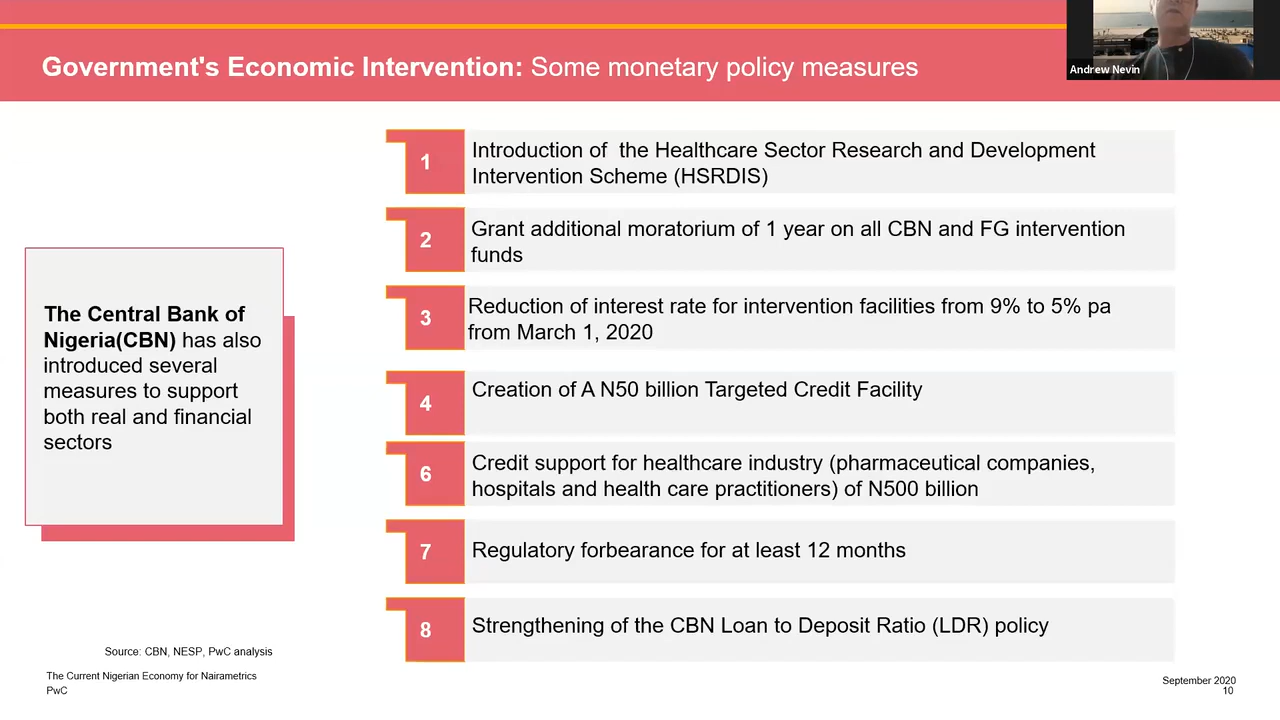 Government's Economic Intervention: Some monetary policy measures
Andrew Nevin
The Central Bank of
Nigeria(CBN) has also
introduced several
measures to support
both real and financial
sectors
1
Introduction of  the Healthcare Sector Research and Development
Intervention Scheme (HSRDIS)
2
Grant additional moratorium of 1 year on all CBN and FG intervention
funds
3
Reduction of interest rate for intervention facilities from 9% to 5% pa
from March 1, 2020
4
Creation of A N50 billion Targeted Credit Facility
6
Credit support for healthcare industry (pharmaceutical companies,
hospitals and health care practitioners) of N500 billion
7
Regulatory forbearance for at least 12 months
8
Strengthening of the CBN Loan to Deposit Ratio (LDR) policy
Source: CBN, NESP, PwC analysis
The Current Nigerian Economy for Nairametrics
PwC
September 2020
10